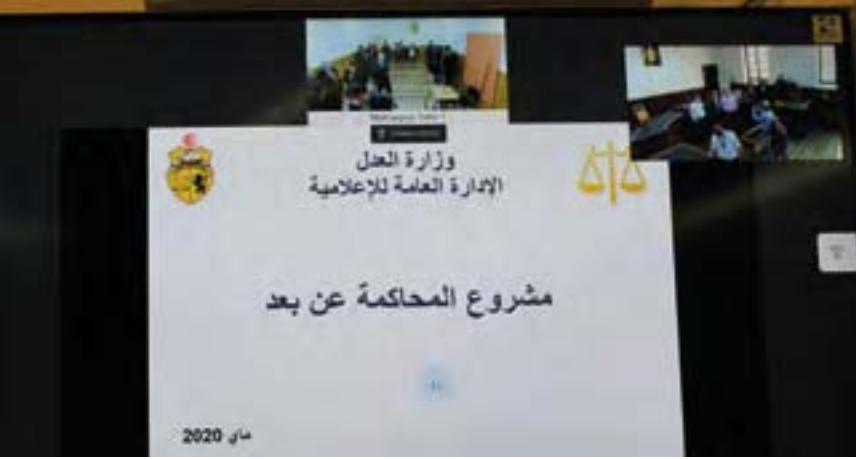 وزارة العدل
الإدارة العامة للإعلامية
مشروع المحاكمة عن بعد
ماي 2020